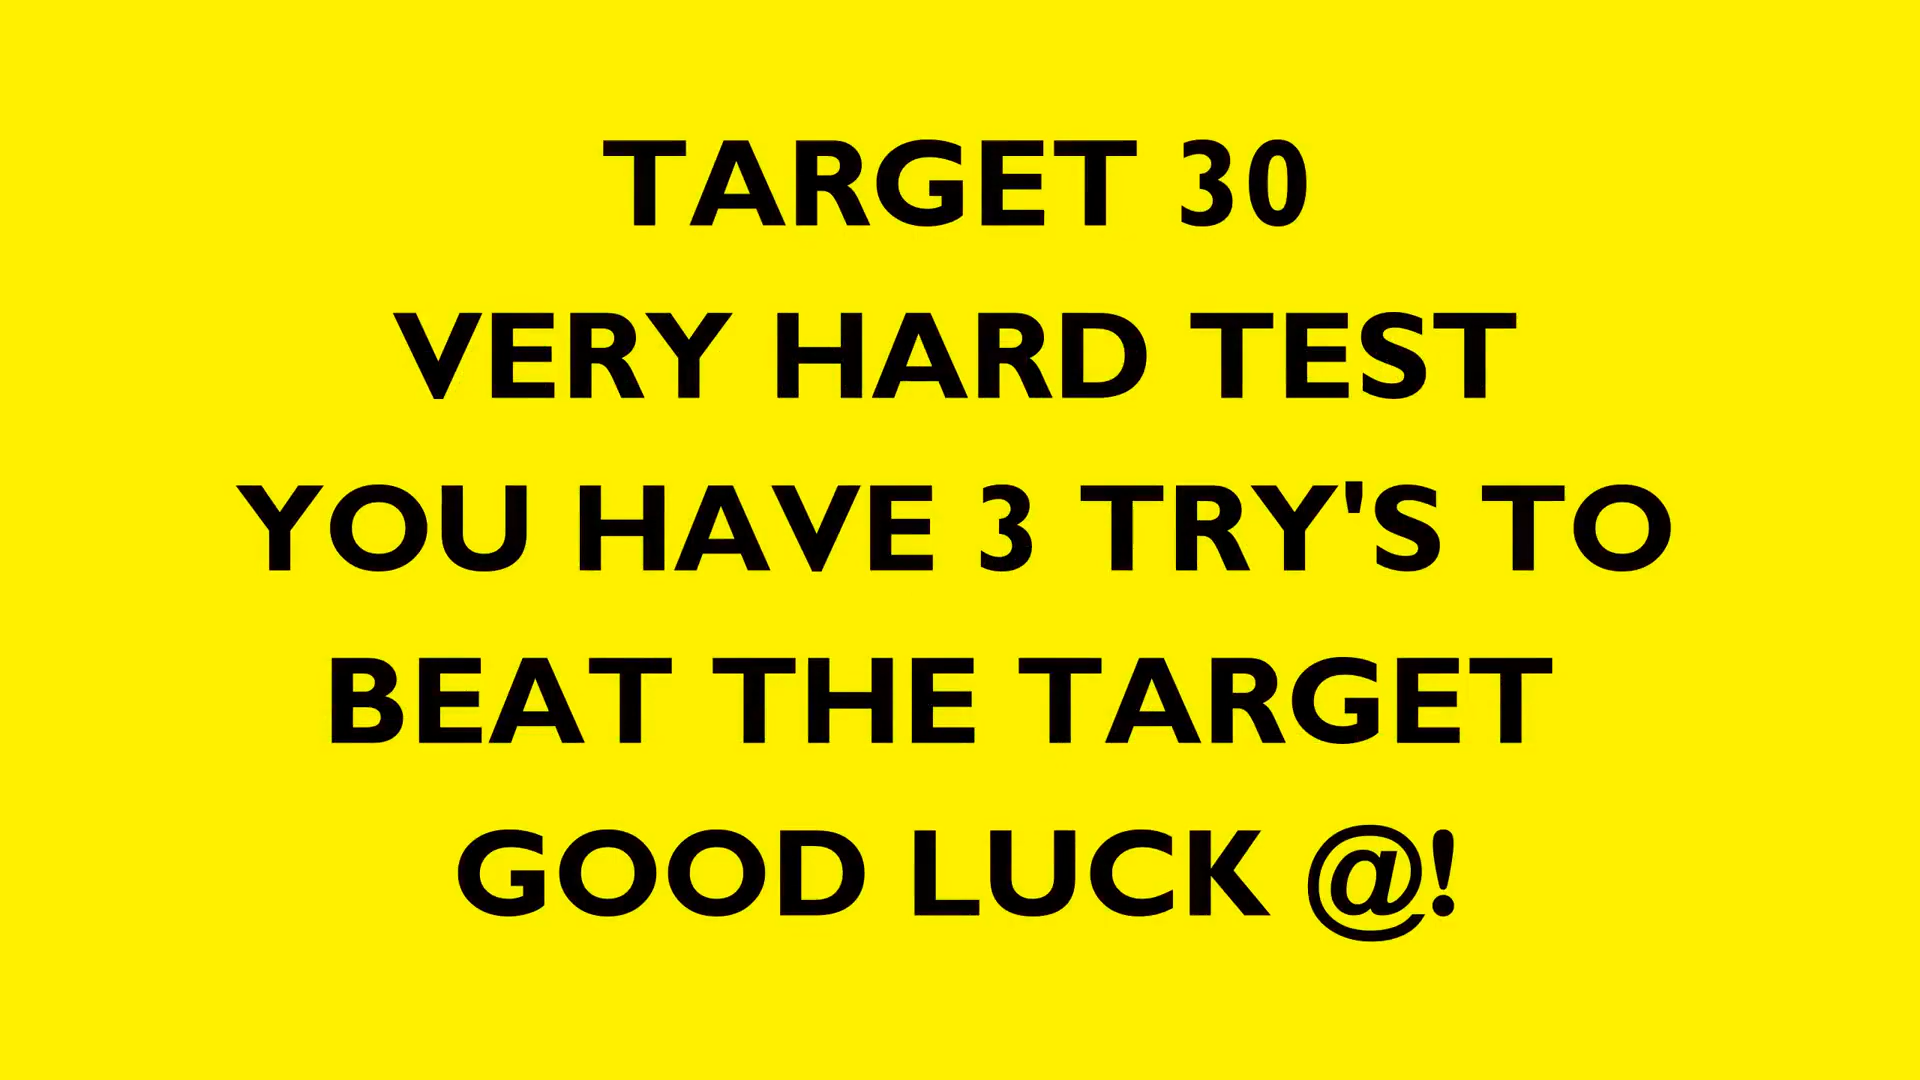 TARGET 30
VERY HARD TEST
YOU HAVE 3 TRY'S TO
BEAT THE TARGET
GOOD LUCK @!